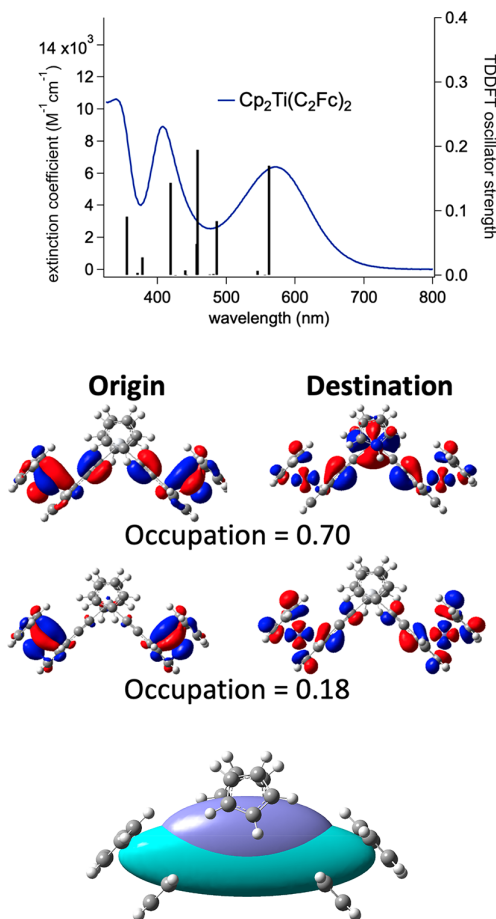 14 x10³
12
10
8
6
4
2
0
extinction coefficient (M⁻¹cm⁻¹)
Cp₂Ti(C₂Fc)₂
0.4
0.3
0.2
0.1
0.0
TDDFT oscillator strength
400 500 600 700 800
wavelength (nm)
Origin Destination
Occupation = 0.70
Occupation = 0.18